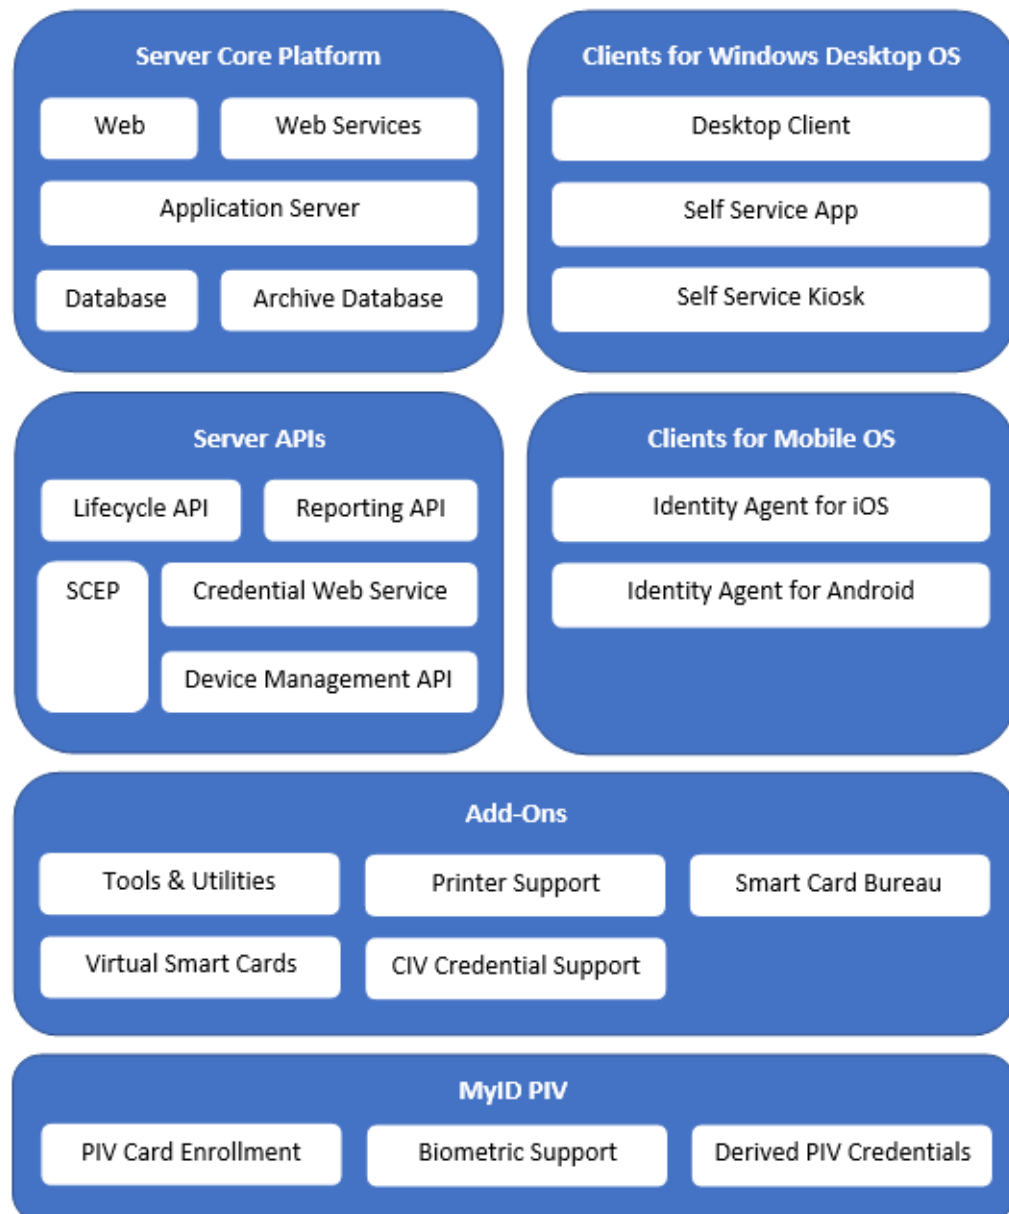 Server Core Platform
Web
Web Services
Application Server
Database
Archive Database
Clients for Windows Desktop OS
Desktop Client
Self Service App
Self Service Kiosk
Server APIs
Lifecycle API
Reporting API
SCEP
Credential Web Service
Device Management API
Clients for Mobile OS
Identity Agent for iOS
Identity Agent for Android
Add-Ons
Tools & Utilities
Printer Support
Smart Card Bureau
Virtual Smart Cards
CIV Credential Support
MyID PIV
PIV Card Enrollment
Biometric Support
Derived PIV Credentials